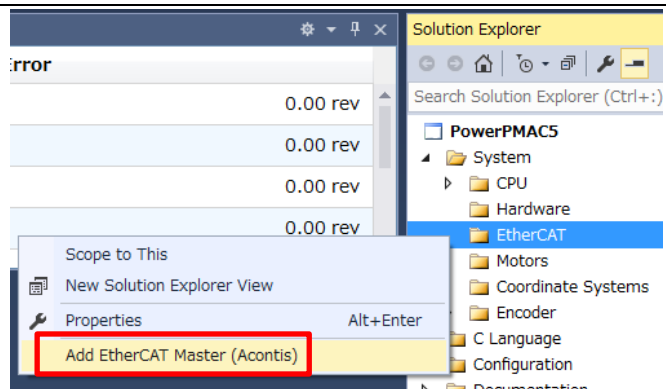 Solution Explorer
Error
Search Solution Explorer (Ctrl+:)
0.00 rev
PowerPMAC5
0.00 rev
System
CPU
0.00 rev
Hardware
0.00 rev
EtherCAT
Scope to This
Motors
New Solution Explorer View
Coordinate Systems
Properties Alt+Enter
Encoder
C Language
Add EtherCAT Master (Acontis)
Configuration
Documentation